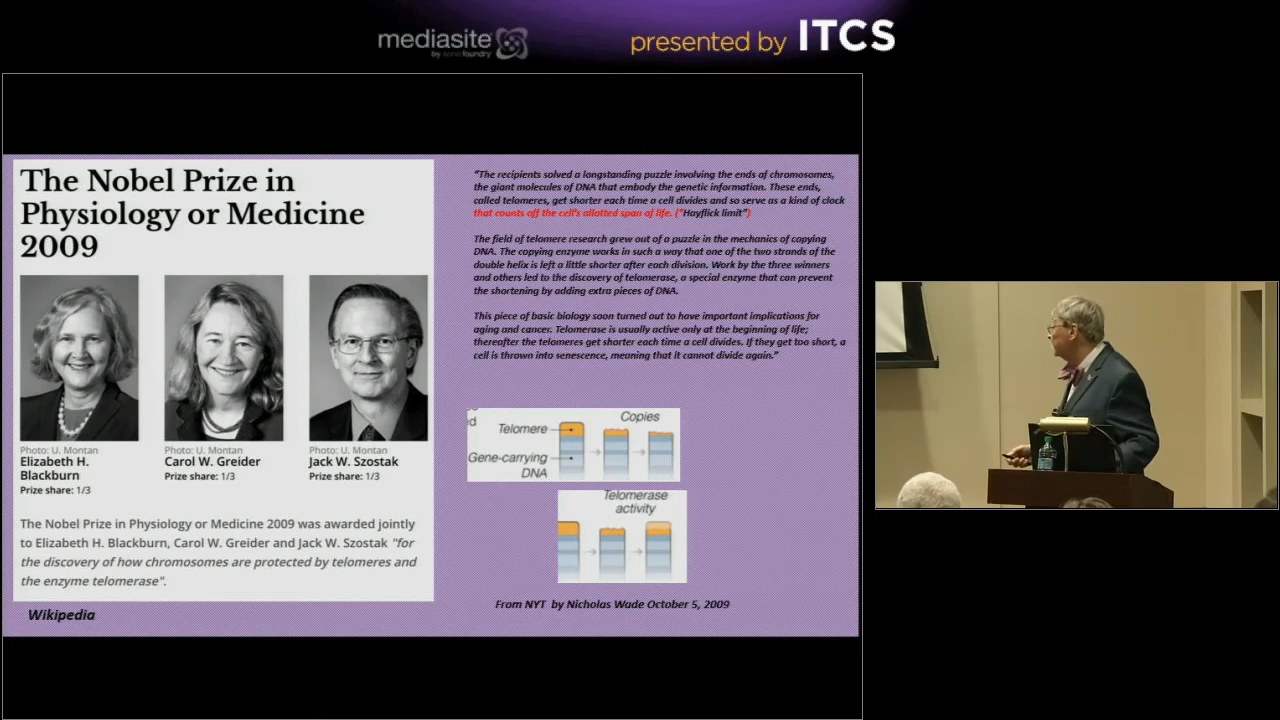 mediasite
by sonicfoundry
presented by ITCS
The Nobel Prize in
Physiology or Medicine
2009
Photo: U. Montan
Elizabeth H.
Blackburn
Prize share: 1/3
Photo: U. Montan
Carol W. Greider
Prize share: 1/3
Photo: U. Montan
Jack W. Szostak
Prize share: 1/3
The Nobel Prize in Physiology or Medicine 2009 was awarded jointly
to Elizabeth H. Blackburn, Carol W. Greider and Jack W. Szostak "for
the discovery of how chromosomes are protected by telomeres and
the enzyme telomerase".
Wikipedia
"The recipients solved a longstanding puzzle involving the ends of chromosomes,
the giant molecules of DNA that embody the genetic information. These ends,
called telomeres, get shorter each time a cell divides and so serve as a kind of clock
that counts off the cell's allotted span of life. ("Hayflick limit")
The field of telomere research grew out of a puzzle in the mechanics of copying
DNA. The copying enzyme works in such a way that one of the two strands of the
double helix is left a little shorter after each division. Work by the three winners
and others led to the discovery of telomerase, a special enzyme that can prevent
the shortening by adding extra pieces of DNA.
This piece of basic biology soon turned out to have important implications for
aging and cancer. Telomerase is usually active only at the beginning of life;
thereafter the telomeres get shorter each time a cell divides. If they get too short, a
cell is thrown into senescence, meaning that it cannot divide again."
Copies
Telomere
Gene-carrying
DNA
Telomerase
activity
From NYT by Nicholas Wade October 5, 2009